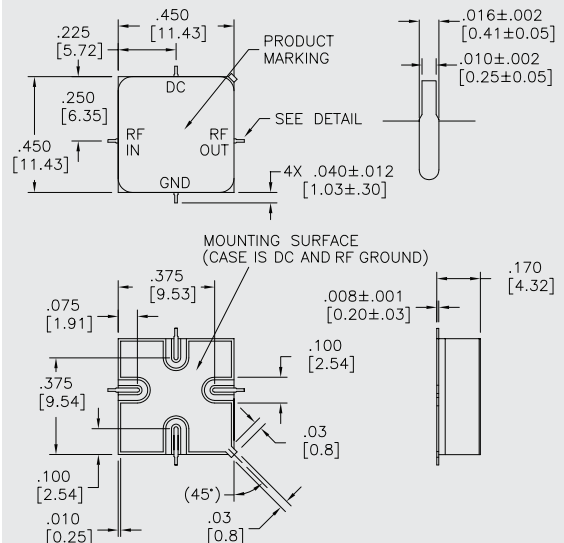 .450
[11.43]
.225
[5.72]
PRODUCT
MARKING
.016±.002
[0.41±0.05]
.010±.002
[0.25±0.05]
DC
.250
[6.35]
SEE DETAIL
.450
[11.43]
RF
IN
RF
OUT
GND
4X .040±.012
[1.03±.30]
MOUNTING SURFACE
(CASE IS DC AND RF GROUND)
.375
[9.53]
.170
[4.32]
.075
[1.91]
.008±.001
[0.20±.03]
.100
[2.54]
.375
[9.54]
.03
[0.8]
.100
[2.54]
(45°)
.010
[0.25]
.03
[0.8]